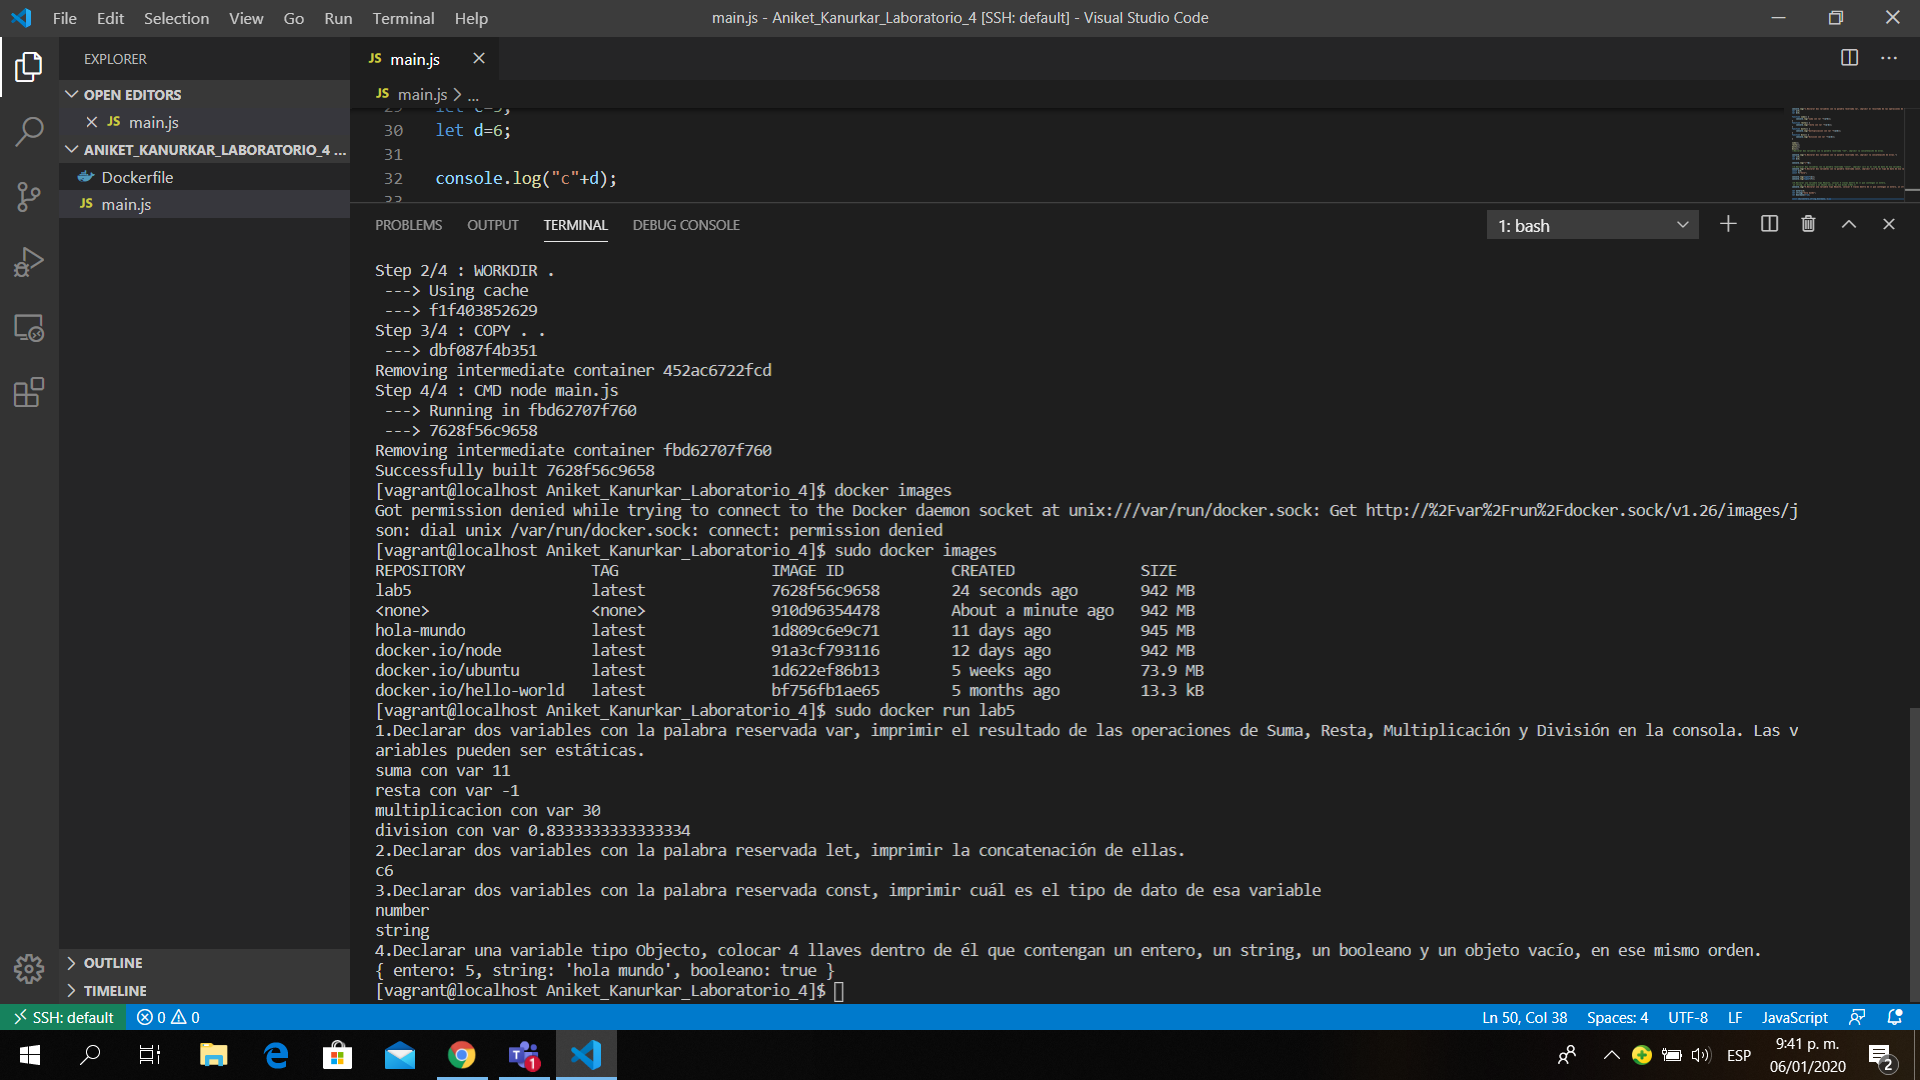 File Edit Selection View Go Run Terminal Help
main.js - Aniket_Kanurkar_Laboratorio_4 [SSH: default] - Visual Studio Code
EXPLORER
OPEN EDITORS
JS main.js
ANIKET_KANURKAR_LABORATORIO_4 ...
Dockerfile
JS main.js
OUTLINE
TIMELINE
JS main.js
JS main.js > ...
30 let d=6;
31
32 console.log("c"+d);
PROBLEMS OUTPUT TERMINAL DEBUG CONSOLE
1: bash
Step 2/4 : WORKDIR .
---> Using cache
---> f1f403852629
Step 3/4 : COPY . .
---> dbf087f4b351
Removing intermediate container 452ac6722fcd
Step 4/4 : CMD node main.js
---> Running in fbd62707f760
---> 7628f56c9658
Removing intermediate container fbd62707f760
Successfully built 7628f56c9658
[vagrant@localhost Aniket_Kanurkar_Laboratorio_4]$ docker images
Got permission denied while trying to connect to the Docker daemon socket at unix:///var/run/docker.sock: Get http://%2Fvar%2Frun%2Fdocker.sock/v1.26/images/j
son: dial unix /var/run/docker.sock: connect: permission denied
[vagrant@localhost Aniket_Kanurkar_Laboratorio_4]$ sudo docker images
REPOSITORY TAG IMAGE ID CREATED SIZE
lab5 latest 7628f56c9658 24 seconds ago 942 MB
<none> <none> 910d96354478 About a minute ago 942 MB
hola-mundo latest 1d809c6e9c71 11 days ago 945 MB
docker.io/node latest 91a3cf793116 12 days ago 942 MB
docker.io/ubuntu latest 1d622ef86b13 5 weeks ago 73.9 MB
docker.io/hello-world latest bf756fb1ae65 5 months ago 13.3 kB
[vagrant@localhost Aniket_Kanurkar_Laboratorio_4]$ sudo docker run lab5
1.Declarar dos variables con la palabra reservada var, imprimir el resultado de las operaciones de Suma, Resta, Multiplicación y División en la consola. Las v
ariables pueden ser estáticas.
suma con var 11
resta con var -1
multiplicacion con var 30
division con var 0.8333333333333334
2.Declarar dos variables con la palabra reservada let, imprimir la concatenación de ellas.
c6
3.Declarar dos variables con la palabra reservada const, imprimir cuál es el tipo de dato de esa variable
number
string
4.Declarar una variable tipo Objecto, colocar 4 llaves dentro de él que contengan un entero, un string, un booleano y un objeto vacío, en ese mismo orden.
{ entero: 5, string: 'hola mundo', booleano: true }
[vagrant@localhost Aniket_Kanurkar_Laboratorio_4]$
SSH: default 0 0 Ln 50, Col 38 Spaces: 4 UTF-8 LF JavaScript
1
ESP
9:41 p. m.
06/01/2020
2